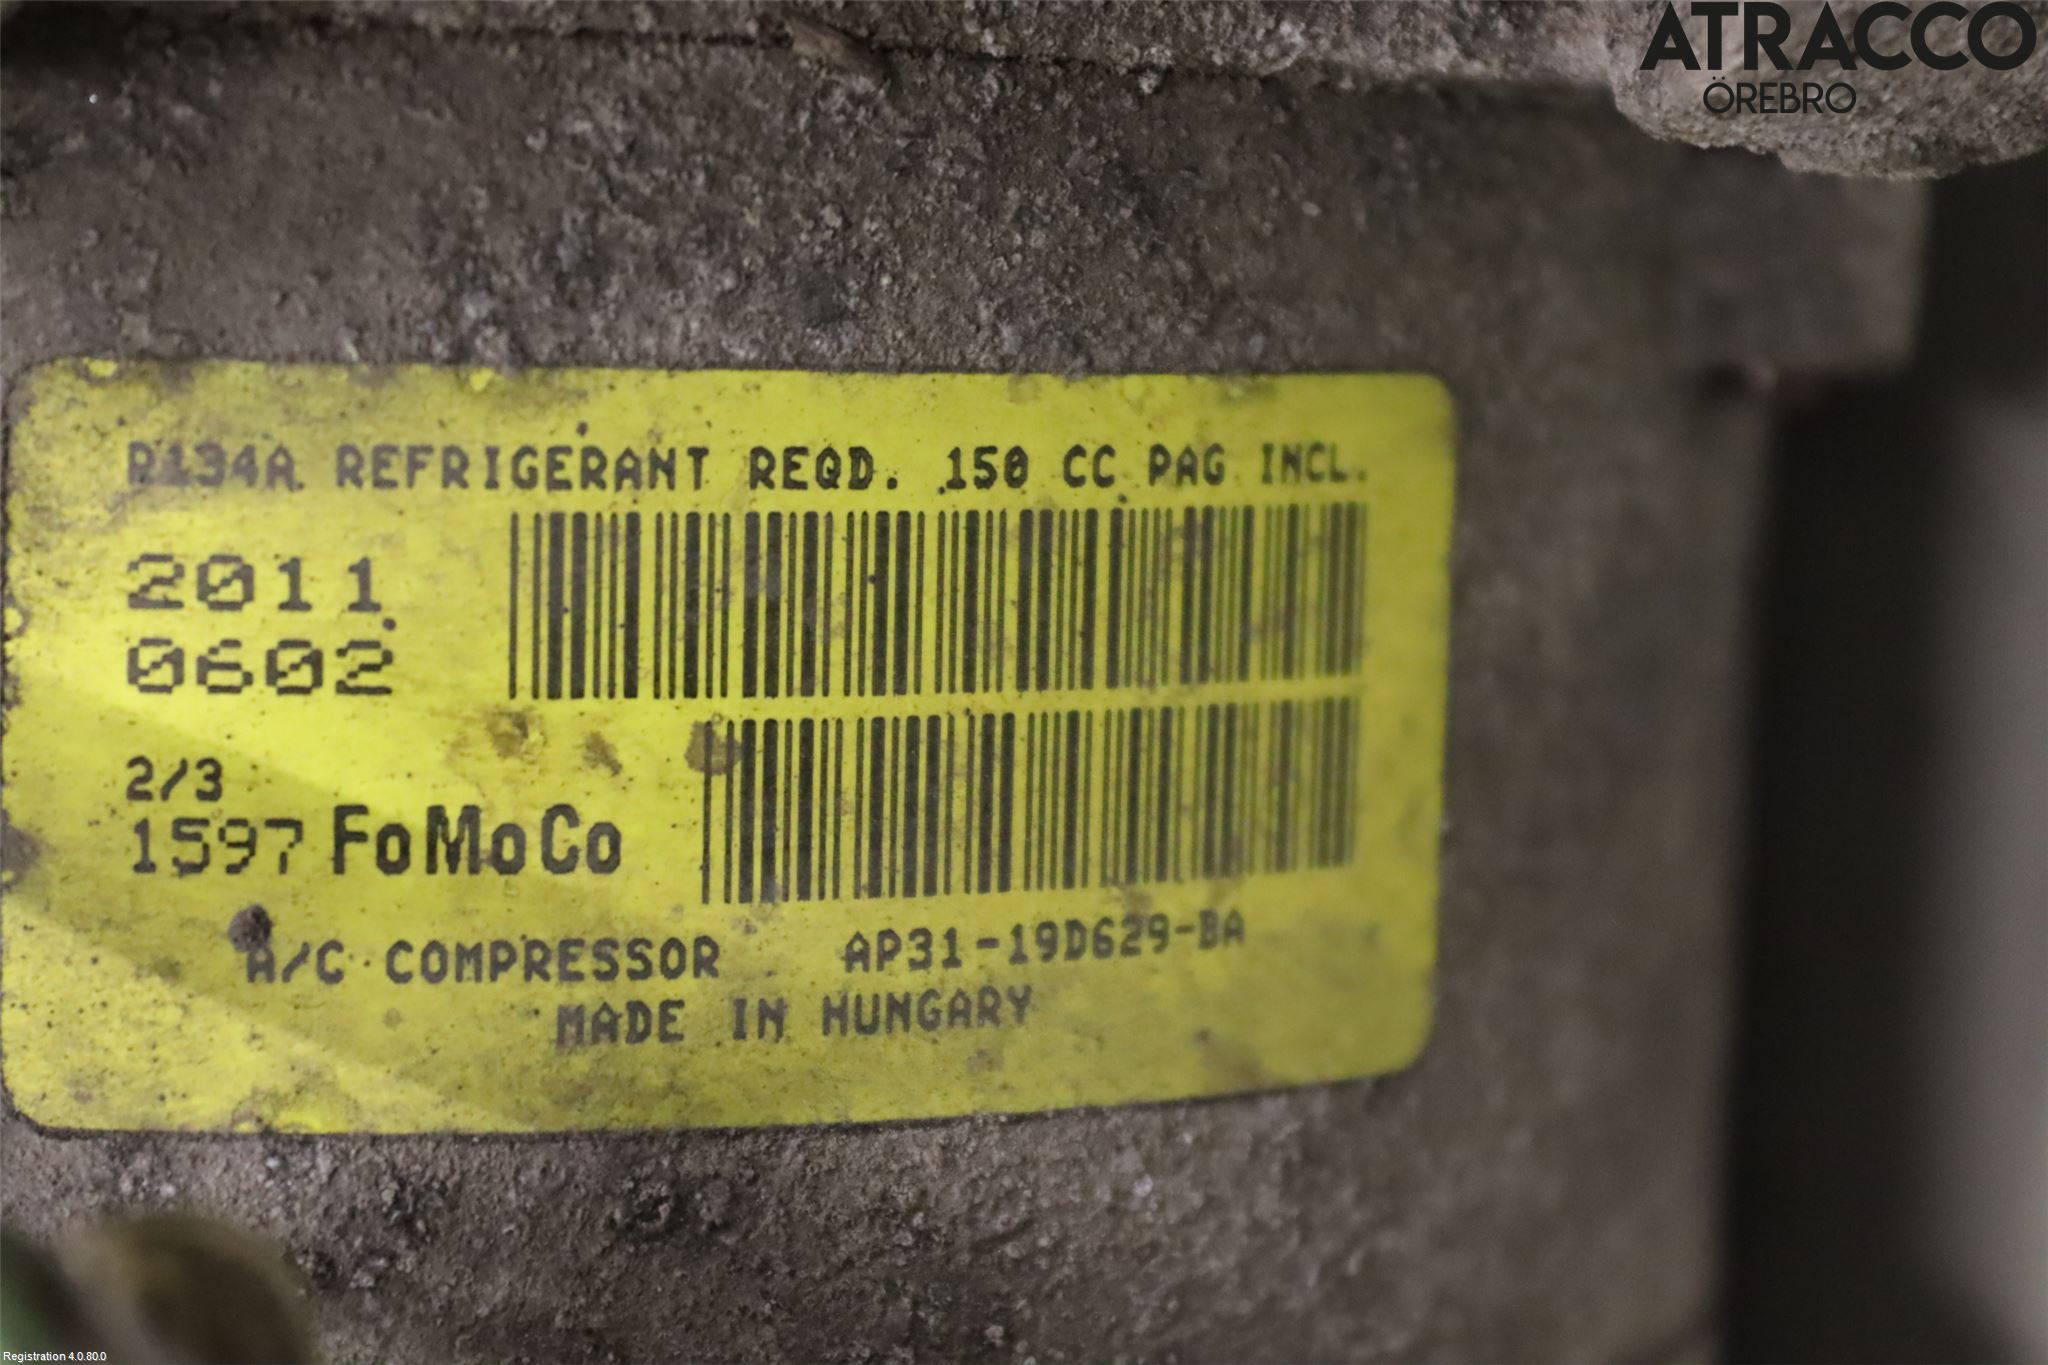 ATRACCO
ÖREBRO
R134A REFRIGERANT REQD. 150 CC PAG INCL.
2011
0602
2/3
1597 FoMoCo
A/C COMPRESSOR AP31-19D629-BA
MADE IN HUNGARY
Registration 4.0.80.0